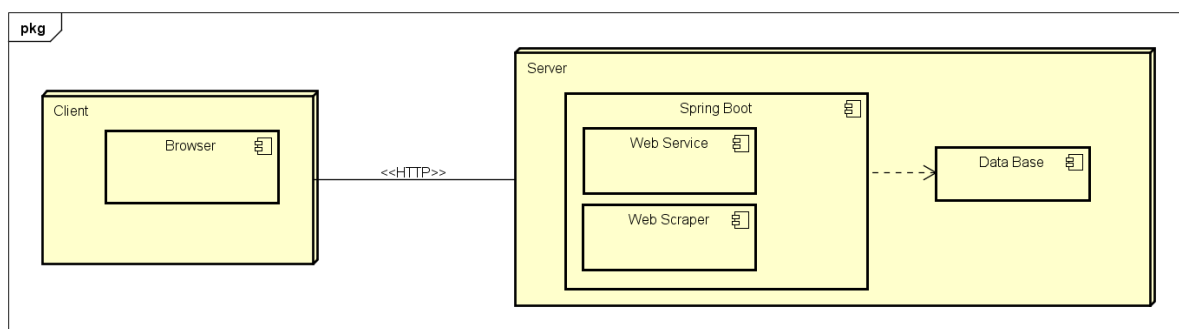 pkg
Client
Browser
<<HTTP>>
Server
Spring Boot
Web Service
Web Scraper
Data Base